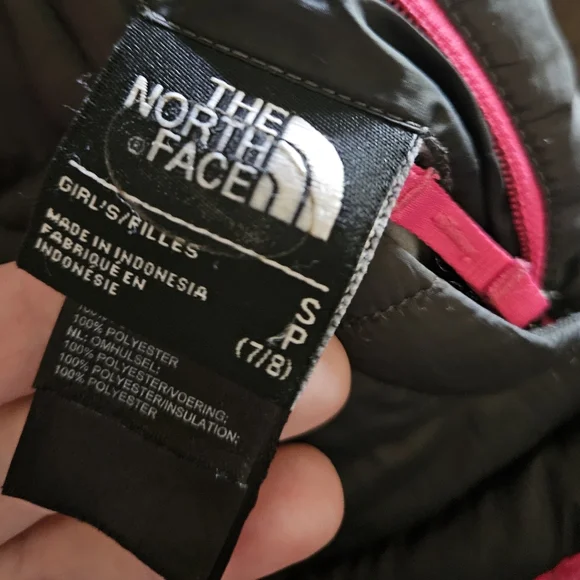 THE
NORTH
FACE
®
GIRL'S/FILLES
MADE IN INDONESIA
FABRIQUÉ EN
INDONÉSIE
S
P
(7/8)
100% POLYESTER
NL: OMHULSEL:
100% POLYESTER/VOERING:
100% POLYESTER/INSULATION:
100% POLYESTER